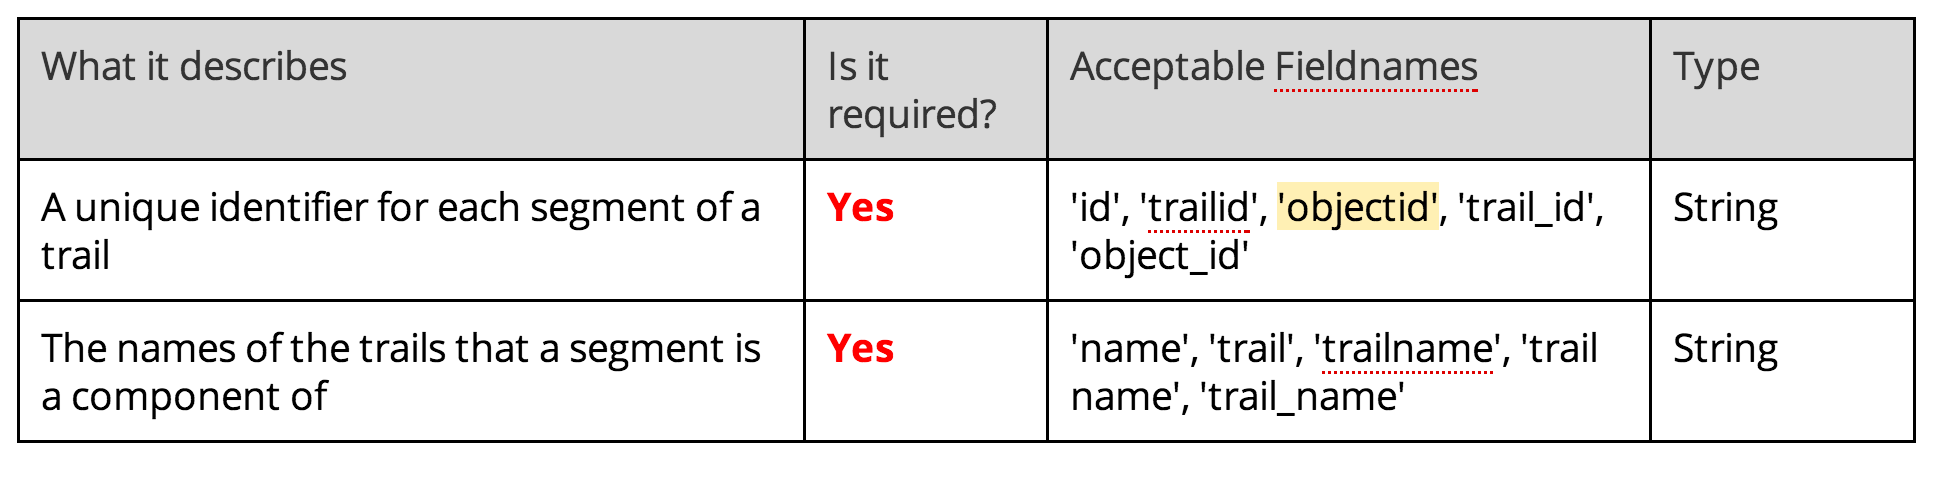 What it describes
Is it
required?
Acceptable Fieldnames
Type
A unique identifier for each segment of a
trail
Yes
'id', 'trailid', 'objectid', 'trail_id',
'object_id'
String
The names of the trails that a segment is
a component of
Yes
'name', 'trail', 'trailname', 'trail
name', 'trail_name'
String